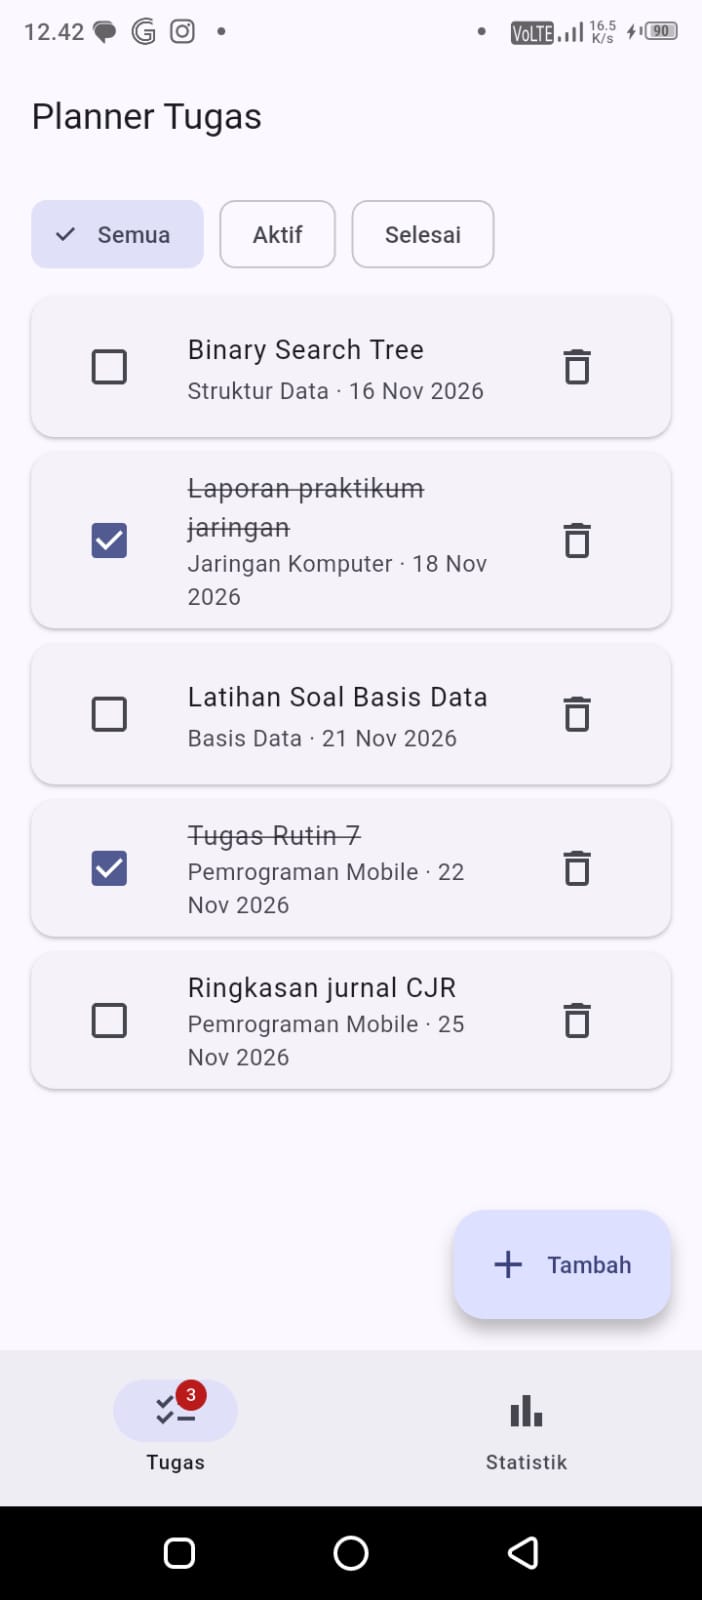 12.42
VoLTE 16.5 K/s 90
Planner Tugas
Semua Aktif Selesai
Binary Search Tree
Struktur Data · 16 Nov 2026
Laporan praktikum
jaringan
Jaringan Komputer · 18 Nov
2026
Latihan Soal Basis Data
Basis Data · 21 Nov 2026
Tugas Rutin 7
Pemrograman Mobile · 22
Nov 2026
Ringkasan jurnal CJR
Pemrograman Mobile · 25
Nov 2026
Tambah
3
Tugas Statistik